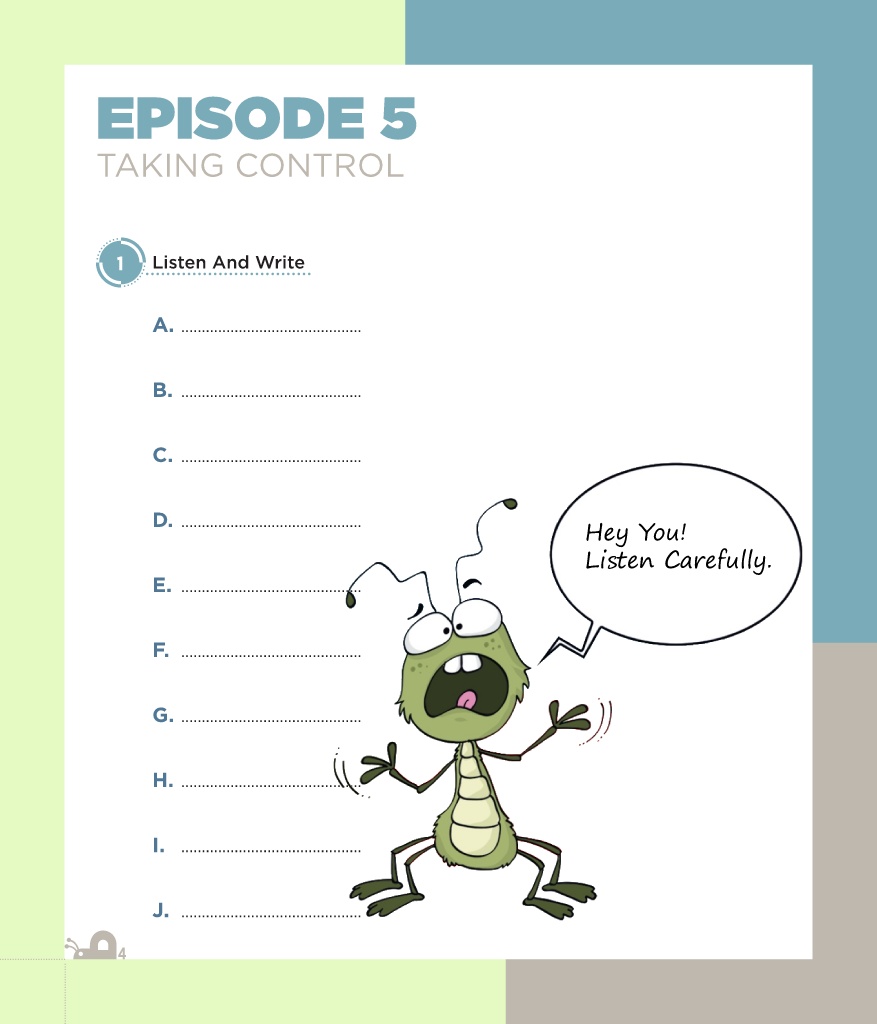 EPISODE 5
TAKING CONTROL
1 Listen And Write
A. ............................................
B. ............................................
C. ............................................
D. ............................................
E. ............................................
F. ............................................
G. ............................................
H. ............................................
I. ............................................
J. ............................................
Hey You!
Listen Carefully.
4